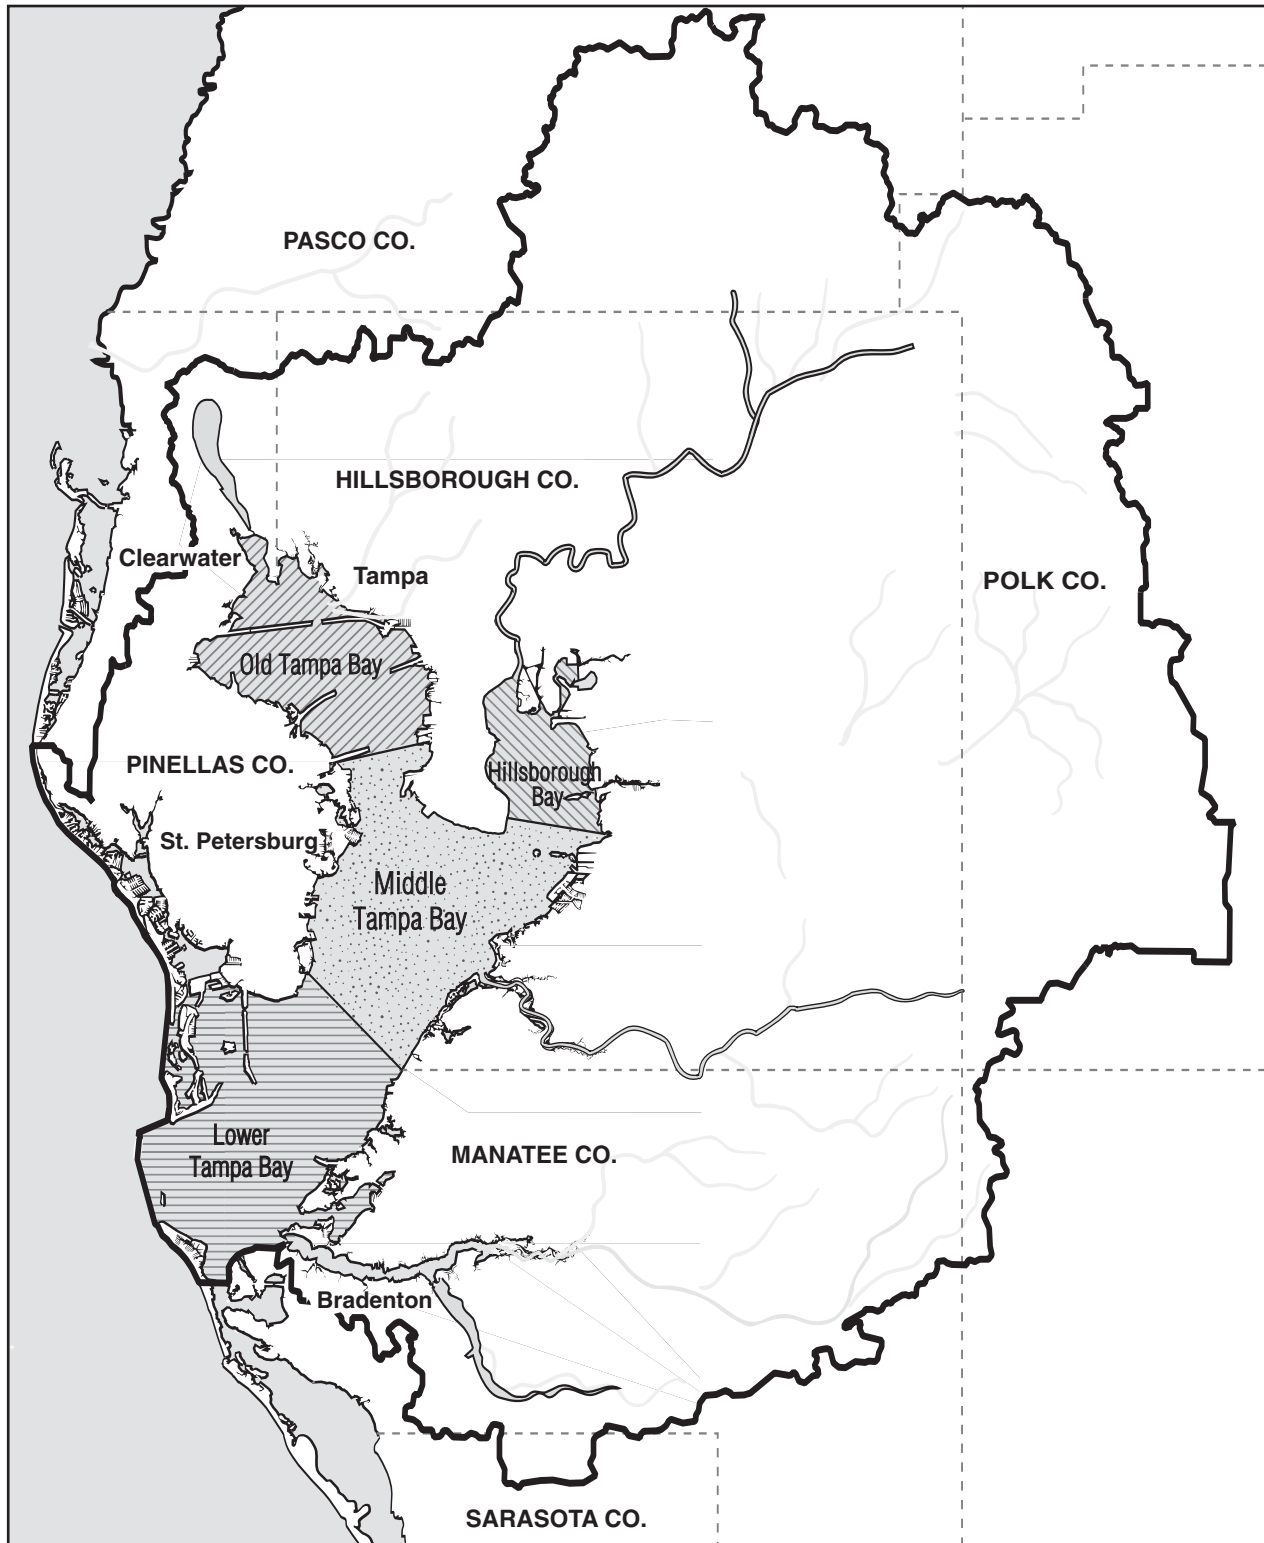 PASCO CO.
HILLSBOROUGH CO.
Clearwater
Tampa
POLK CO.
Old Tampa Bay
PINELLAS CO.
Hillsborough
Bay
St. Petersburg
Middle
Tampa Bay
Lower
Tampa Bay
MANATEE CO.
Bradenton
SARASOTA CO.